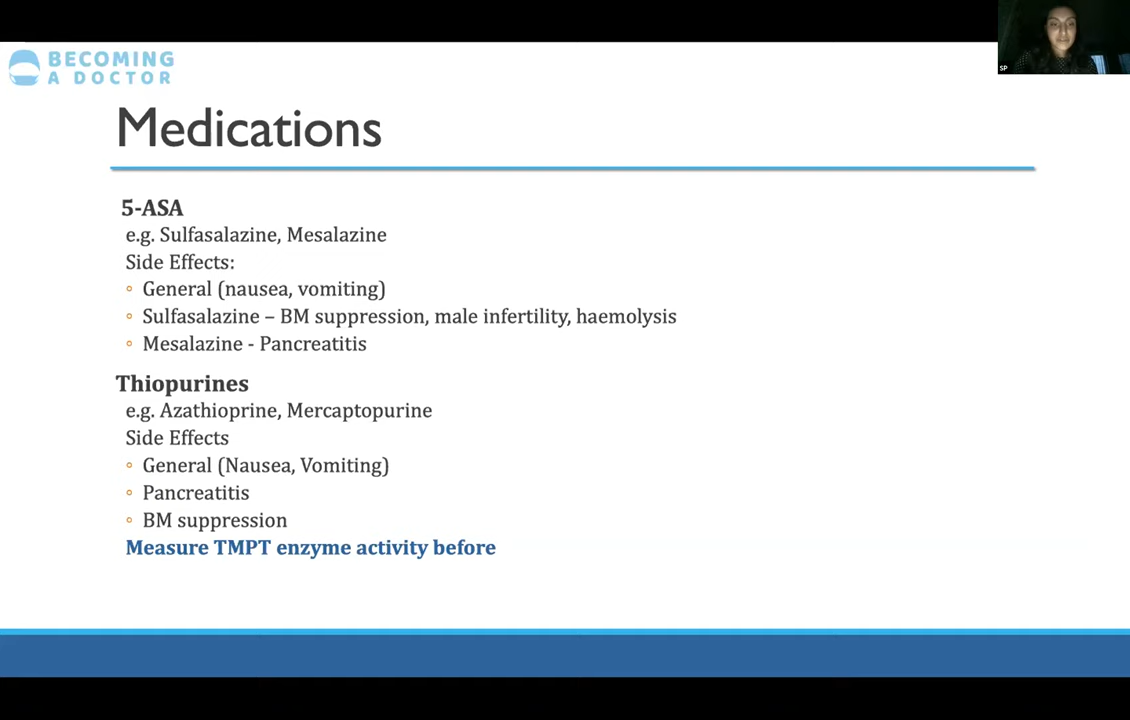 BECOMING
A DOCTOR
SP
Medications
5-ASA
e.g. Sulfasalazine, Mesalazine
Side Effects:
◦ General (nausea, vomiting)
◦ Sulfasalazine – BM suppression, male infertility, haemolysis
◦ Mesalazine - Pancreatitis
Thiopurines
e.g. Azathioprine, Mercaptopurine
Side Effects
◦ General (Nausea, Vomiting)
◦ Pancreatitis
◦ BM suppression
Measure TMPT enzyme activity before